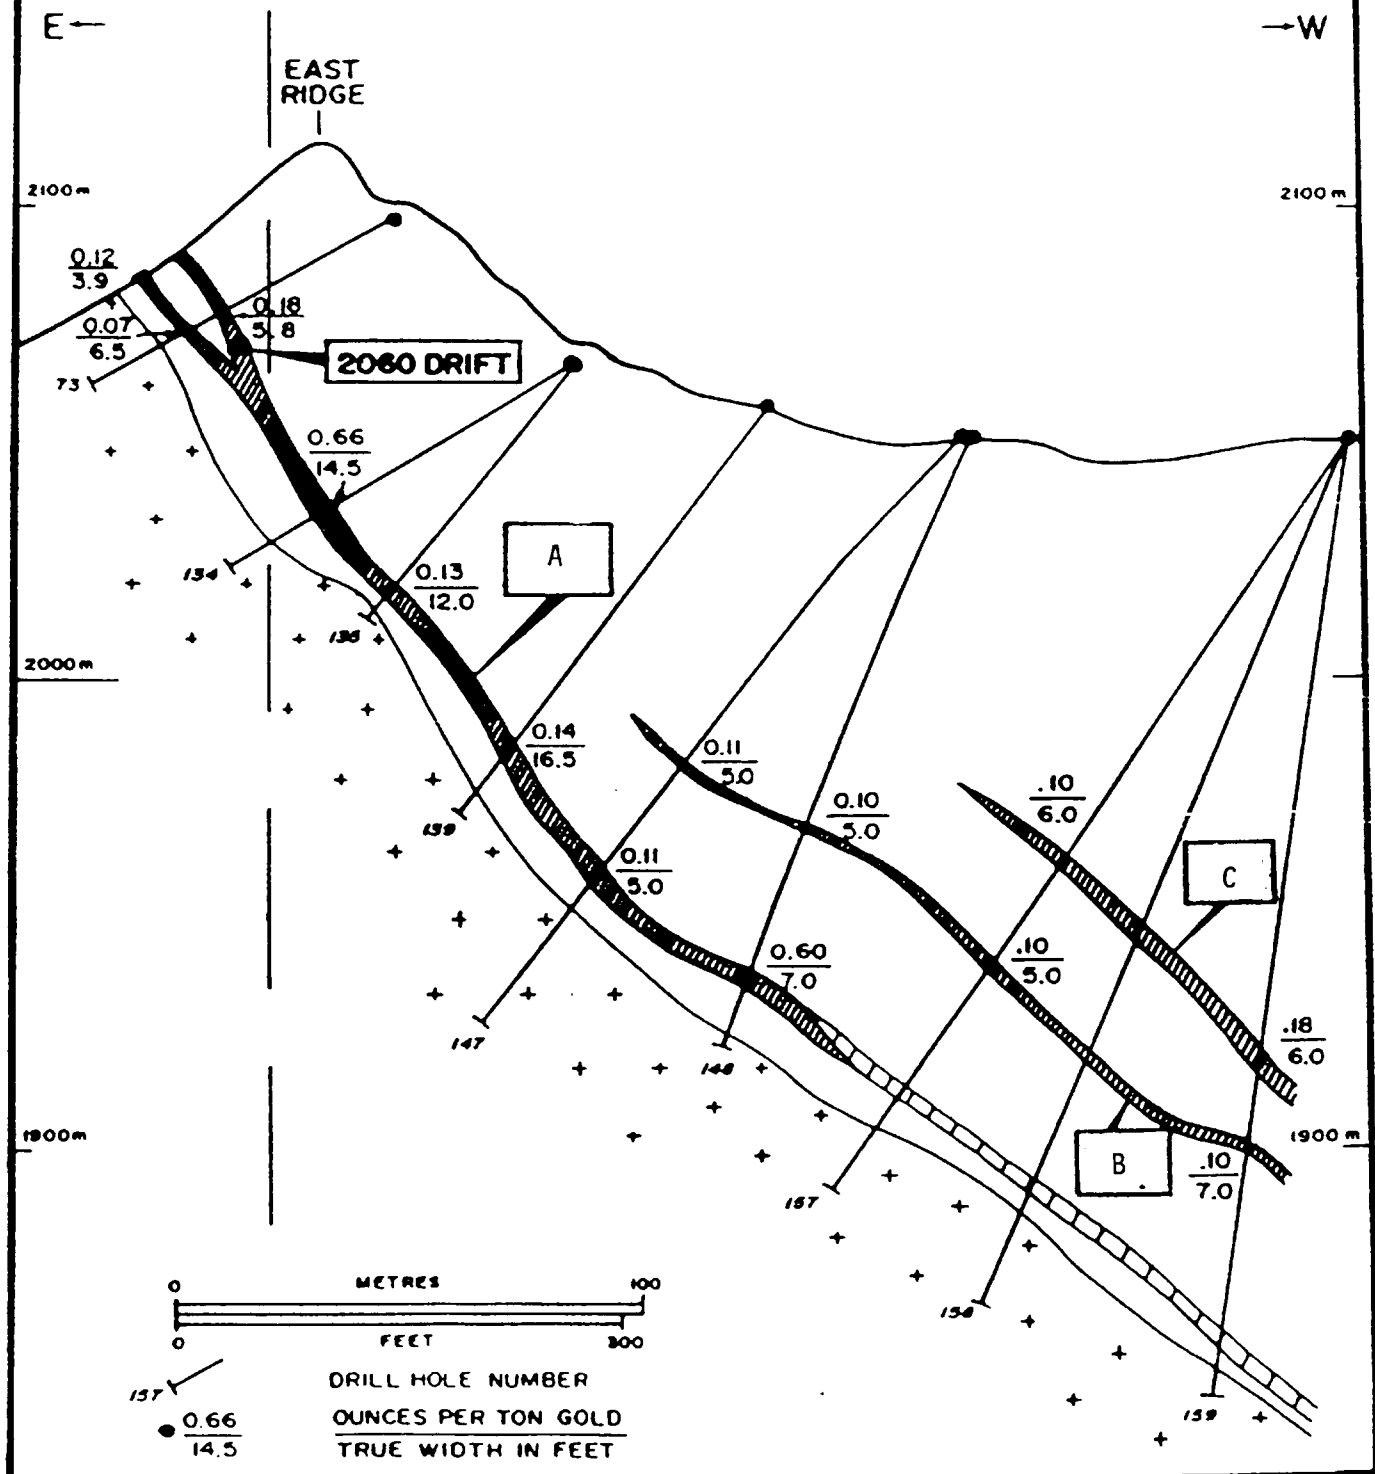 E ← → W
EAST
RIDGE
2100m 2100m
0.12
3.9
0.18
5.8
0.07
6.5
2060 DRIFT
73
0.66
14.5
A
134
0.13
12.0
136
2000m
0.14
16.5
0.11
5.0
.10
6.0
0.10
5.0
139
0.11
5.0
C
0.60
7.0
.10
5.0
147
.18
6.0
148
1900m 1900m
B
.10
7.0
157
158
0 METRES 100
0 FEET 300
159
157 DRILL HOLE NUMBER
0.66 OUNCES PER TON GOLD
14.5 TRUE WIDTH IN FEET